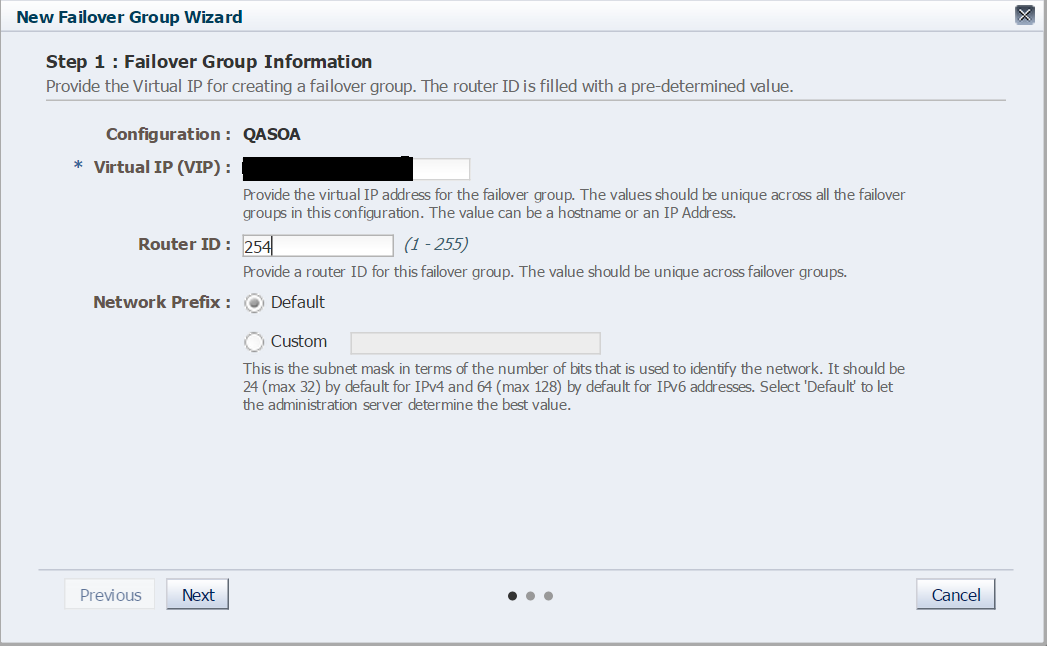 New Failover Group Wizard
Step 1 : Failover Group Information
Provide the Virtual IP for creating a failover group. The router ID is filled with a pre-determined value.
Configuration : QASOA
* Virtual IP (VIP) :
Provide the virtual IP address for the failover group. The values should be unique across all the failover
groups in this configuration. The value can be a hostname or an IP Address.
Router ID : 254 (1 - 255)
Provide a router ID for this failover group. The value should be unique across failover groups.
Network Prefix : Default
Custom
This is the subnet mask in terms of the number of bits that is used to identify the network. It should be
24 (max 32) by default for IPv4 and 64 (max 128) by default for IPv6 addresses. Select 'Default' to let
the administration server determine the best value.
Previous Next Cancel